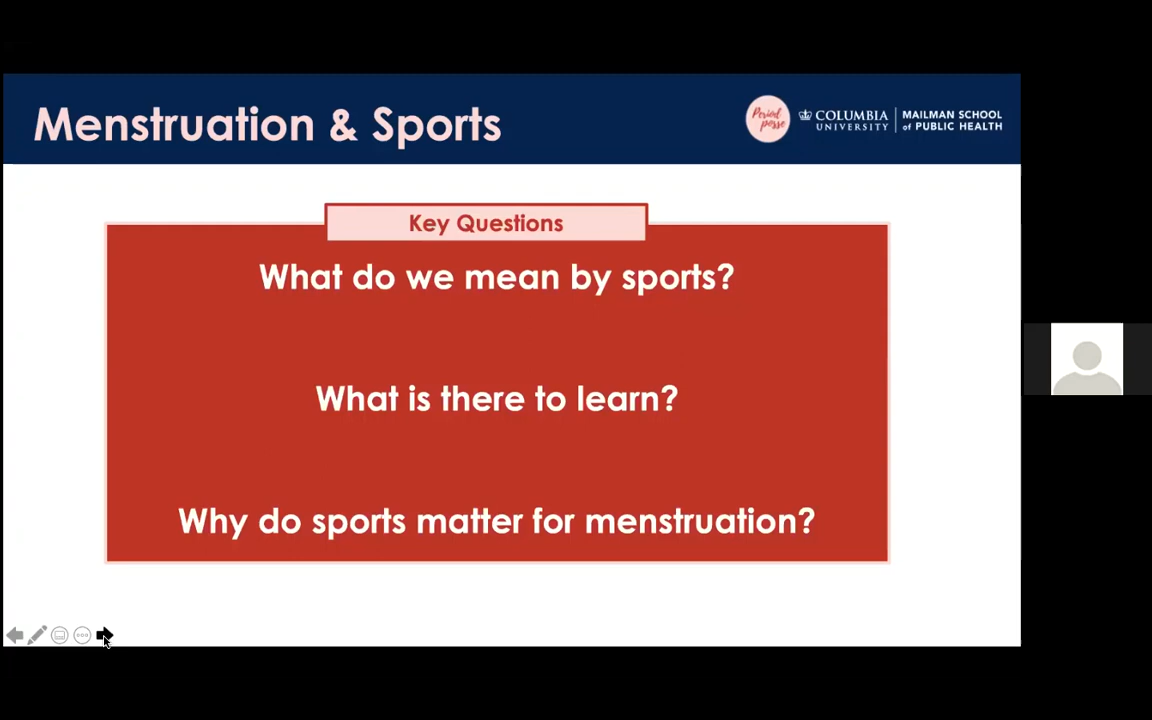 Menstruation & Sports
Period
posse
COLUMBIA
UNIVERSITY
MAILMAN SCHOOL
of PUBLIC HEALTH
Key Questions
What do we mean by sports?
What is there to learn?
Why do sports matter for menstruation?